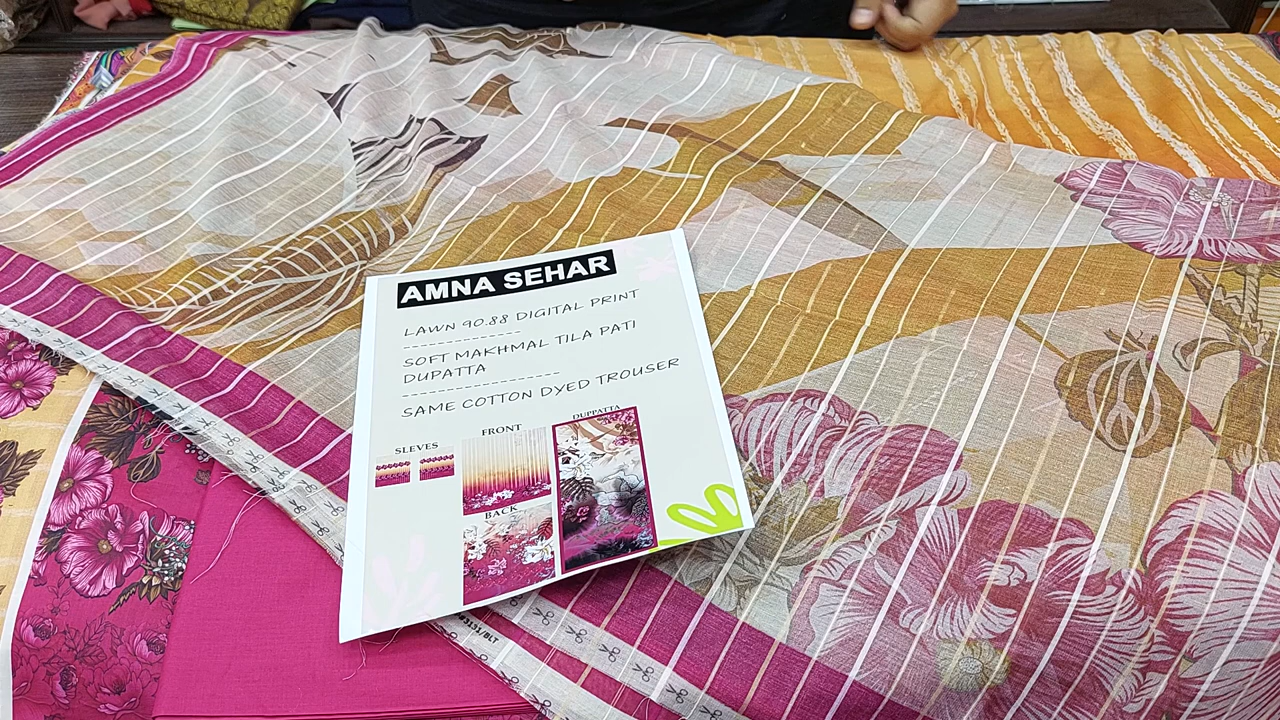 AMNA SEHAR
LAWN 90.88 DIGITAL PRINT
SOFT MAKHMAL TILA PATI
DUPATTA
SAME COTTON DYED TROUSER
SLEVES
FRONT
DUPPATTA
BACK